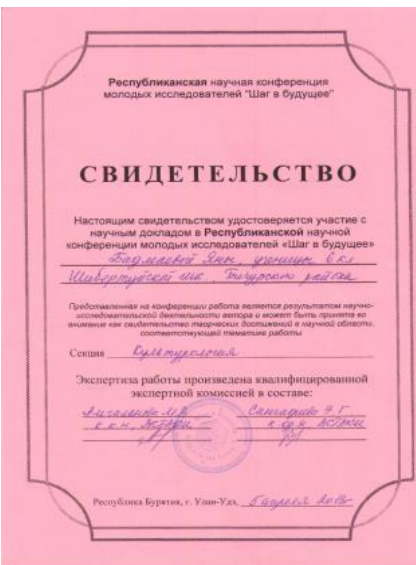 Республиканская научная конференция
молодых исследователей "Шаг в будущее"
СВИДЕТЕЛЬСТВО
Настоящим свидетельством удостоверяется участие с
научным докладом в Республиканской научной
конференции молодых исследователей «Шаг в будущее»
Бадмаевой Яны, ученицы 6 кл
Шибертуйской шк., Бичурского района
Представленная на конференции работа является результатом научно-
исследовательской деятельности автора и может быть принята во
внимание как свидетельство творческих достижений в научной области,
соответствующей тематике работы
Секция Культурология
Экспертиза работы произведена квалифицированной
экспертной комиссией в составе:
Республика Бурятия, г. Улан-Удэ,